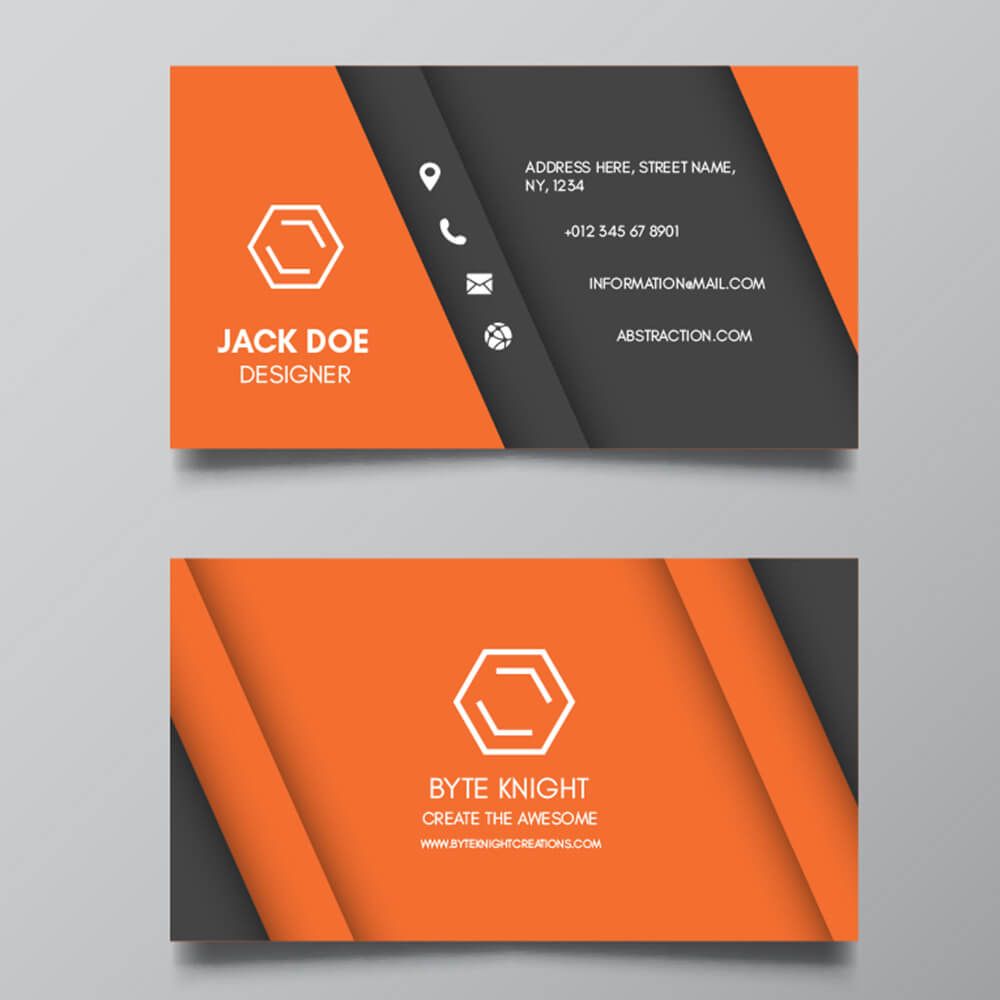 ADDRESS HERE, STREET NAME,
NY, 1234
+012 345 67 8901
INFORMATION@MAIL.COM
ABSTRACTION.COM
JACK DOE
DESIGNER
BYTE KNIGHT
CREATE THE AWESOME
WWW.BYTEKNIGHTCREATIONS.COM